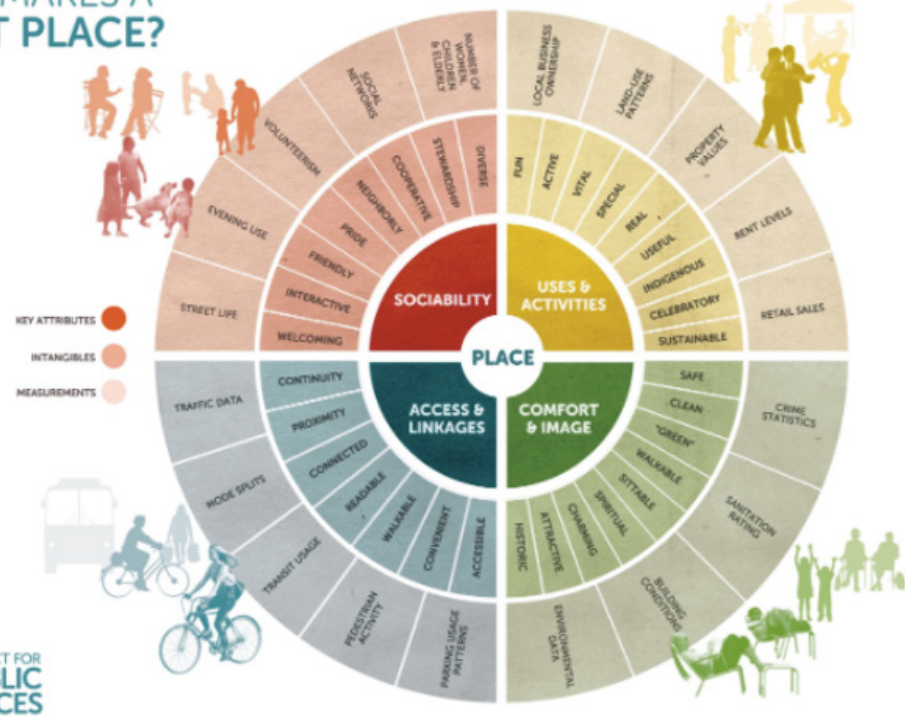 MAKES A
T PLACE?
NUMBER OF
WOMEN,
CHILDREN
& ELDERLY
SOCIAL
NETWORKS
VOLUNTEERISM
EVENING USE
STREET LIFE
DIVERSE
STEWARDSHIP
COOPERATIVE
NEIGHBORLY
PRIDE
FRIENDLY
INTERACTIVE
WELCOMING
SOCIABILITY
LOCAL BUSINESS
OWNERSHIP
LAND-USE
PATTERNS
PROPERTY
VALUES
RENT LEVELS
RETAIL SALES
FUN
ACTIVE
VITAL
SPECIAL
REAL
USEFUL
INDIGENOUS
CELEBRATORY
SUSTAINABLE
USES &
ACTIVITIES
PLACE
KEY ATTRIBUTES
INTANGIBLES
MEASUREMENTS
ACCESS &
LINKAGES
CONTINUITY
PROXIMITY
CONNECTED
READABLE
WALKABLE
CONVENIENT
ACCESSIBLE
TRAFFIC DATA
MODE SPLITS
TRANSIT USAGE
PEDESTRIAN
ACTIVITY
PARKING USAGE
PATTERNS
COMFORT
& IMAGE
SAFE
CLEAN
"GREEN"
WALKABLE
SITTABLE
SPIRITUAL
CHARMING
ATTRACTIVE
HISTORIC
CRIME
STATISTICS
SANITATION
RATING
BUILDING
CONDITIONS
ENVIRONMENTAL
DATA
CT FOR
BLIC
CES